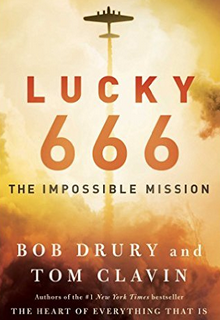 LUCKY
666
THE IMPOSSIBLE MISSION
BOB DRURY and
TOM CLAVIN
Authors of the #1 New York Times bestseller
THE HEART OF EVERYTHING THAT IS